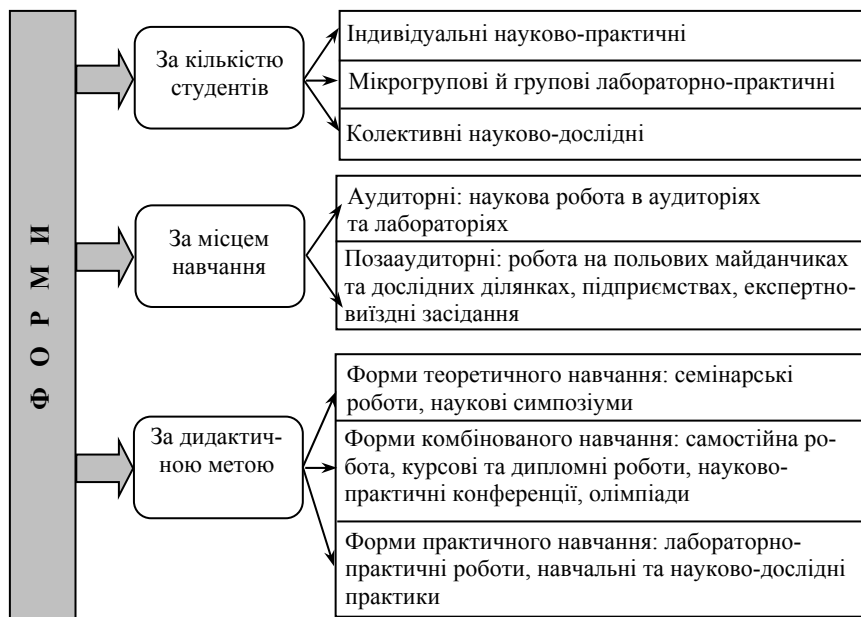 ФОРМИ
За кількістю
студентів
Індивідуальні науково-практичні
Мікрогрупові й групові лабораторно-практичні
Колективні науково-дослідні
За місцем
навчання
Аудиторні: наукова робота в аудиторіях
та лабораторіях
Позааудиторні: робота на польових майданчиках
та дослідних ділянках, підприємствах, експертно-
виїздні засідання
За дидактич-
ною метою
Форми теоретичного навчання: семінарські
роботи, наукові симпозіуми
Форми комбінованого навчання: самостійна ро-
бота, курсові та дипломні роботи, науково-
практичні конференції, олімпіади
Форми практичного навчання: лабораторно-
практичні роботи, навчальні та науково-дослідні
практики